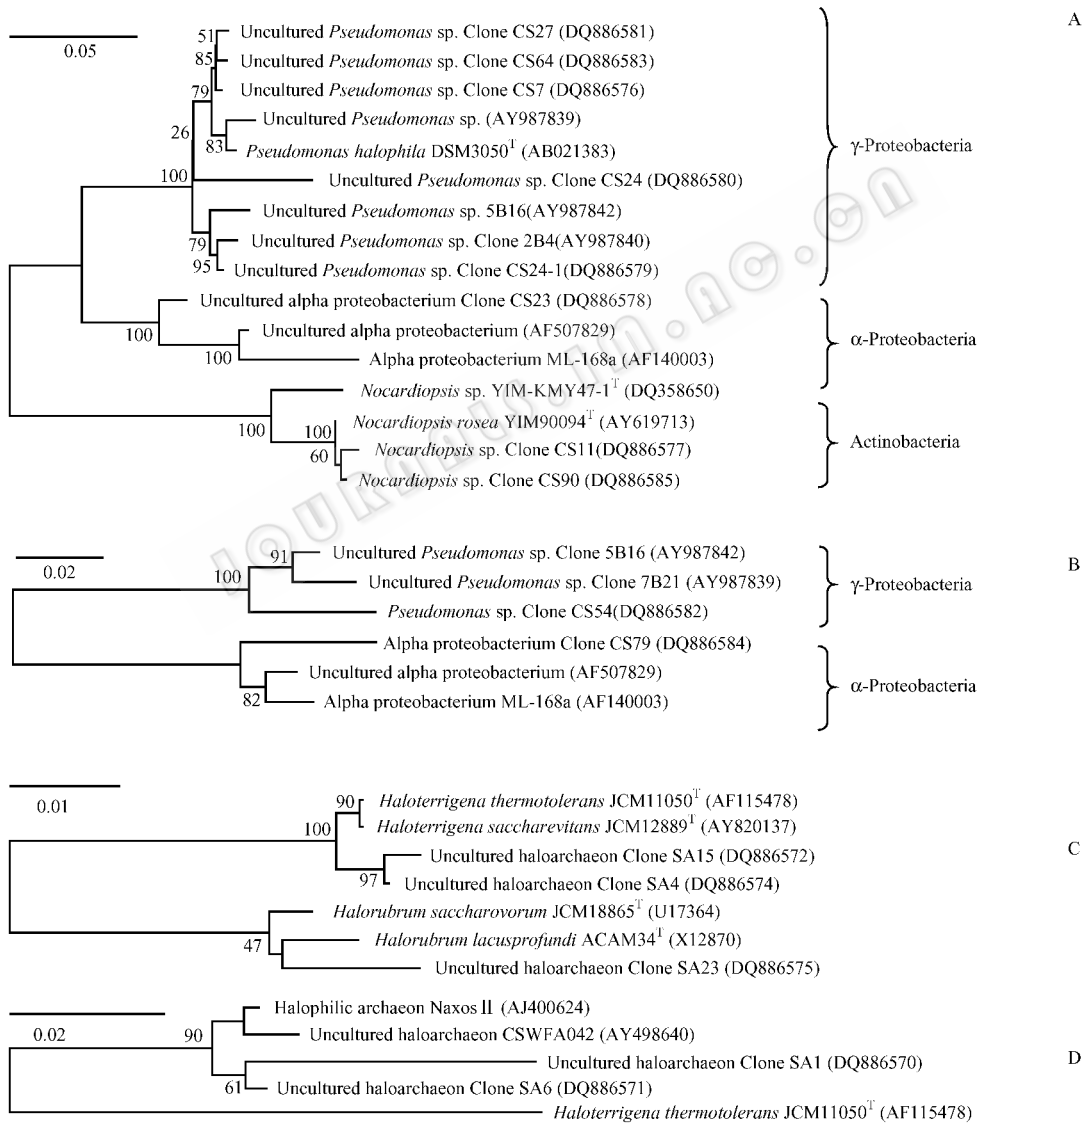 A
0.05
51 Uncultured Pseudomonas sp. Clone CS27 (DQ886581)
85 Uncultured Pseudomonas sp. Clone CS64 (DQ886583)
79 Uncultured Pseudomonas sp. Clone CS7 (DQ886576)
Uncultured Pseudomonas sp. (AY987839)
26
83 Pseudomonas halophila DSM3050T (AB021383)
γ-Proteobacteria
100 Uncultured Pseudomonas sp. Clone CS24 (DQ886580)
Uncultured Pseudomonas sp. 5B16(AY987842)
79 Uncultured Pseudomonas sp. Clone 2B4(AY987840)
95 Uncultured Pseudomonas sp. Clone CS24-1(DQ886579)
Uncultured alpha proteobacterium Clone CS23 (DQ886578)
100 Uncultured alpha proteobacterium (AF507829)
α-Proteobacteria
100 Alpha proteobacterium ML-168a (AF140003)
Nocardiopsis sp. YIM-KMY47-1T (DQ358650)
100
100 Nocardiopsis rosea YIM90094T (AY619713)
Actinobacteria
60 Nocardiopsis sp. Clone CS11(DQ886577)
Nocardiopsis sp. Clone CS90 (DQ886585)
JOURNALS.IM.AC.CN
B
0.02
91 Uncultured Pseudomonas sp. Clone 5B16 (AY987842)
100 Uncultured Pseudomonas sp. Clone 7B21 (AY987839)
γ-Proteobacteria
Pseudomonas sp. Clone CS54(DQ886582)
Alpha proteobacterium Clone CS79 (DQ886584)
Uncultured alpha proteobacterium (AF507829)
α-Proteobacteria
82 Alpha proteobacterium ML-168a (AF140003)
0.01
90 Haloterrigena thermotolerans JCM11050T (AF115478)
100 Haloterrigena saccharevitans JCM12889T (AY820137)
C
Uncultured haloarchaeon Clone SA15 (DQ886572)
97 Uncultured haloarchaeon Clone SA4 (DQ886574)
Halorubrum saccharovorum JCM18865T (U17364)
47 Halorubrum lacusprofundi ACAM34T (X12870)
Uncultured haloarchaeon Clone SA23 (DQ886575)
0.02
Halophilic archaeon Naxos II (AJ400624)
90 Uncultured haloarchaeon CSWFA042 (AY498640)
D
Uncultured haloarchaeon Clone SA1 (DQ886570)
61 Uncultured haloarchaeon Clone SA6 (DQ886571)
Haloterrigena thermotolerans JCM11050T (AF115478)